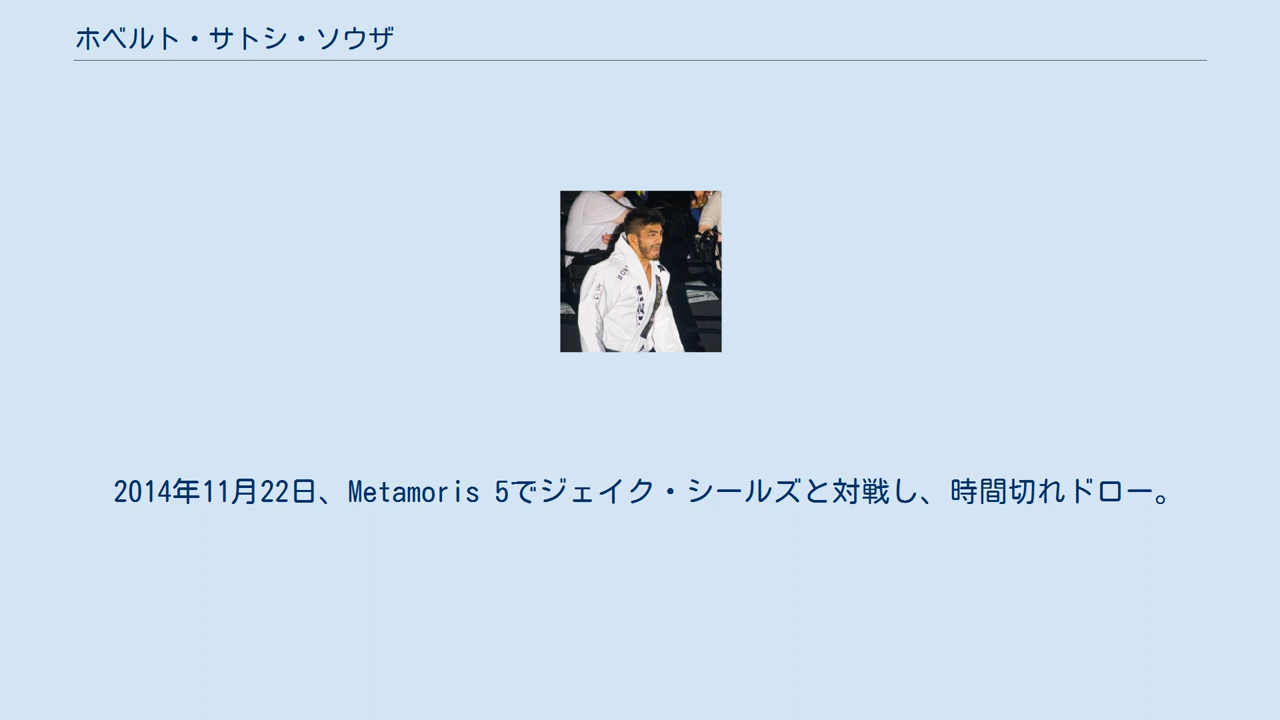 ホベルト・サトシ・ソウザ
2014年11月22日、Metamoris 5でジェイク・シールズと対戦し、時間切れドロー。